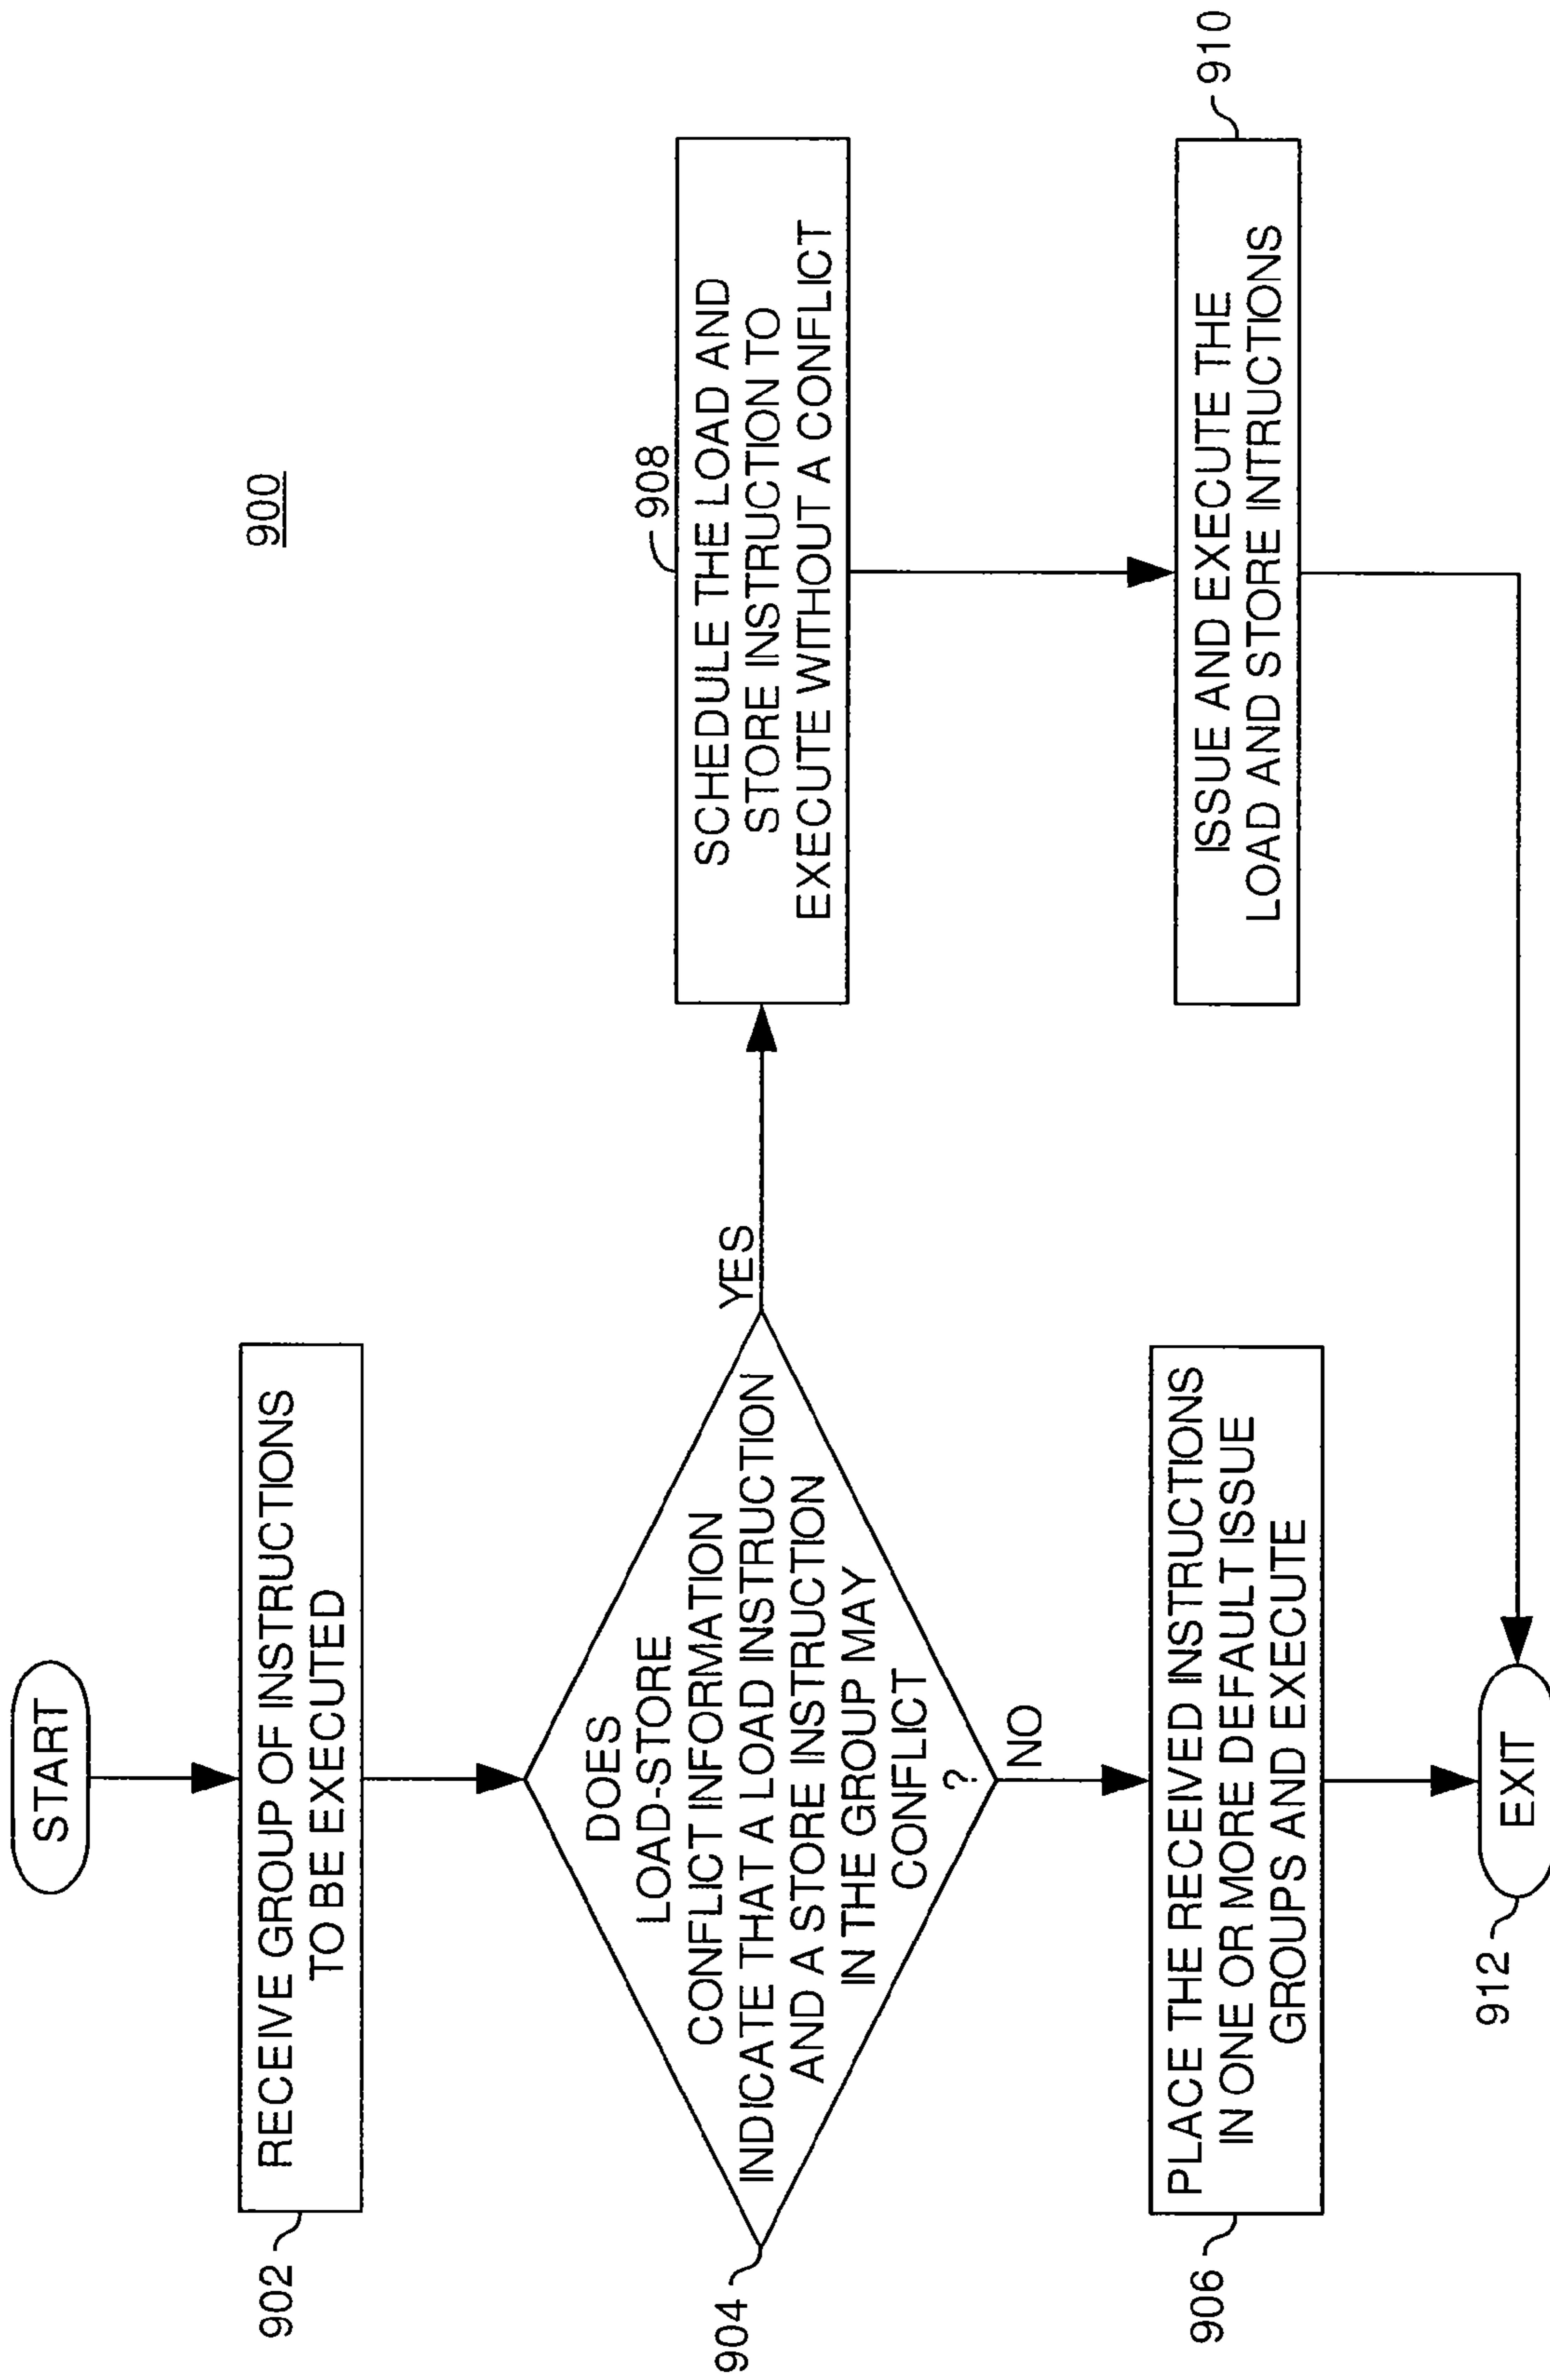 900
START
902
RECEIVE GROUP OF INSTRUCTIONS
TO BE EXECUTED
904
DOES
LOAD-STORE
CONFLICT INFORMATION
INDICATE THAT A LOAD INSTRUCTION
AND A STORE INSTRUCTION
IN THE GROUP MAY
CONFLICT
?
YES
NO
908
SCHEDULE THE LOAD AND
STORE INSTRUCTION TO
EXECUTE WITHOUT A CONFLICT
906
PLACE THE RECEIVED INSTRUCTIONS
IN ONE OR MORE DEFAULT ISSUE
GROUPS AND EXECUTE
910
ISSUE AND EXECUTE THE
LOAD AND STORE INTRUCTIONS
912
EXIT